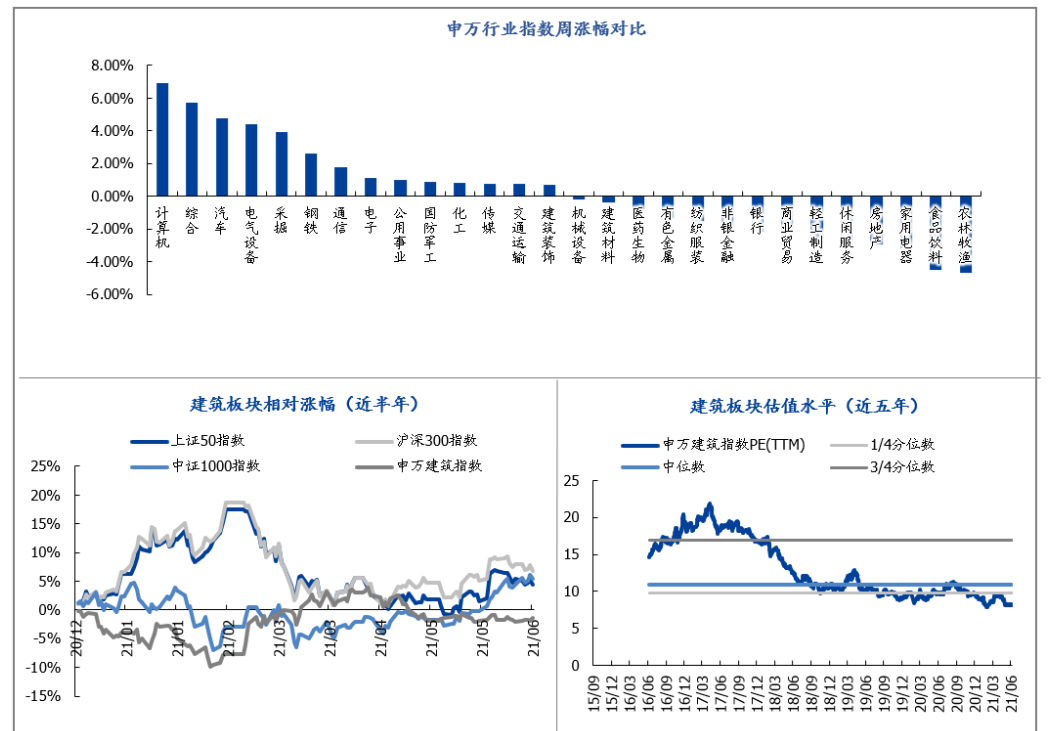 申万行业指数周涨幅对比
8.00%
6.00%
4.00%
2.00%
0.00%
-2.00%
-4.00%
-6.00%
计算机
综合
汽车
电气设备
采掘
钢铁
通信
电子
公用事业
国防军工
化工
传媒
交通运输
建筑装饰
机械设备
建筑材料
医药生物
有色金属
纺织服装
非银金融
银行
商业贸易
轻工制造
休闲服务
房地产
家用电器
食品饮料
农林牧渔
建筑板块相对涨幅（近半年）
上证50指数
沪深300指数
中证1000指数
申万建筑指数
25%
20%
15%
10%
5%
0%
-5%
-10%
-15%
20/12
21/01
21/01
21/02
21/03
21/03
21/04
21/05
21/05
21/06
建筑板块估值水平（近五年）
申万建筑指数PE(TTM)
1/4分位数
中位数
3/4分位数
25
20
15
10
5
0
15/09
15/12
16/03
16/06
16/09
16/12
17/03
17/06
17/09
17/12
18/03
18/06
18/09
18/12
19/03
19/06
19/09
19/12
20/03
20/06
20/09
20/12
21/03
21/06